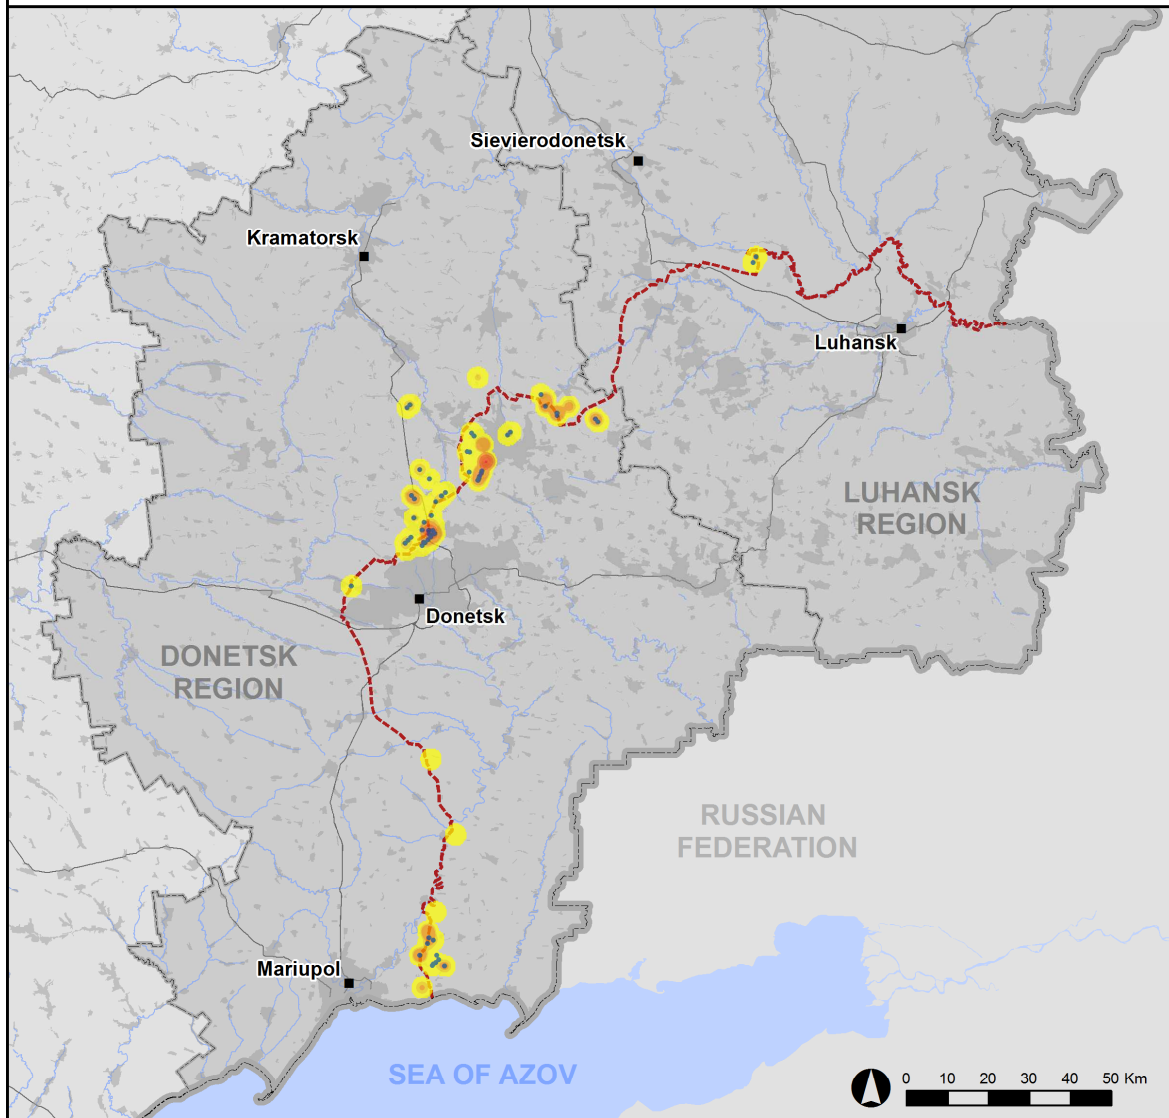 Sievierodonetsk
Kramatorsk
Luhansk
LUHANSK
REGION
Donetsk
DONETSK
REGION
RUSSIAN
FEDERATION
Mariupol
SEA OF AZOV
0 10 20 30 40 50 Km